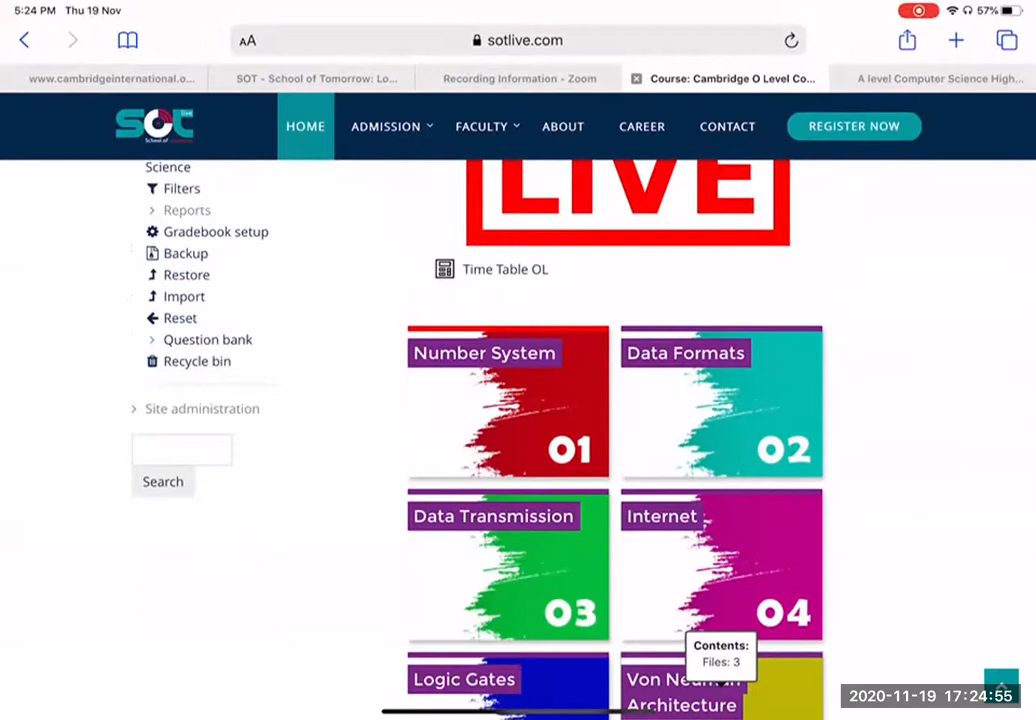 5:24 PM Thu 19 Nov
57%
AA
sotlive.com
www.cambridgeinternational.o...
SOT - School of Tomorrow: Lo...
Recording Information - Zoom
Course: Cambridge O Level Co...
A level Computer Science High...
SOT
live
School of
HOME
ADMISSION
FACULTY
ABOUT
CAREER
CONTACT
REGISTER NOW
Science
Filters
Reports
Gradebook setup
Backup
Restore
Import
Reset
Question bank
Recycle bin
Site administration
Search
LIVE
Time Table OL
Number System
01
Data Formats
02
Data Transmission
03
Internet
04
Contents:
Files: 3
Logic Gates
Von
Architecture
2020-11-19 17:24:55